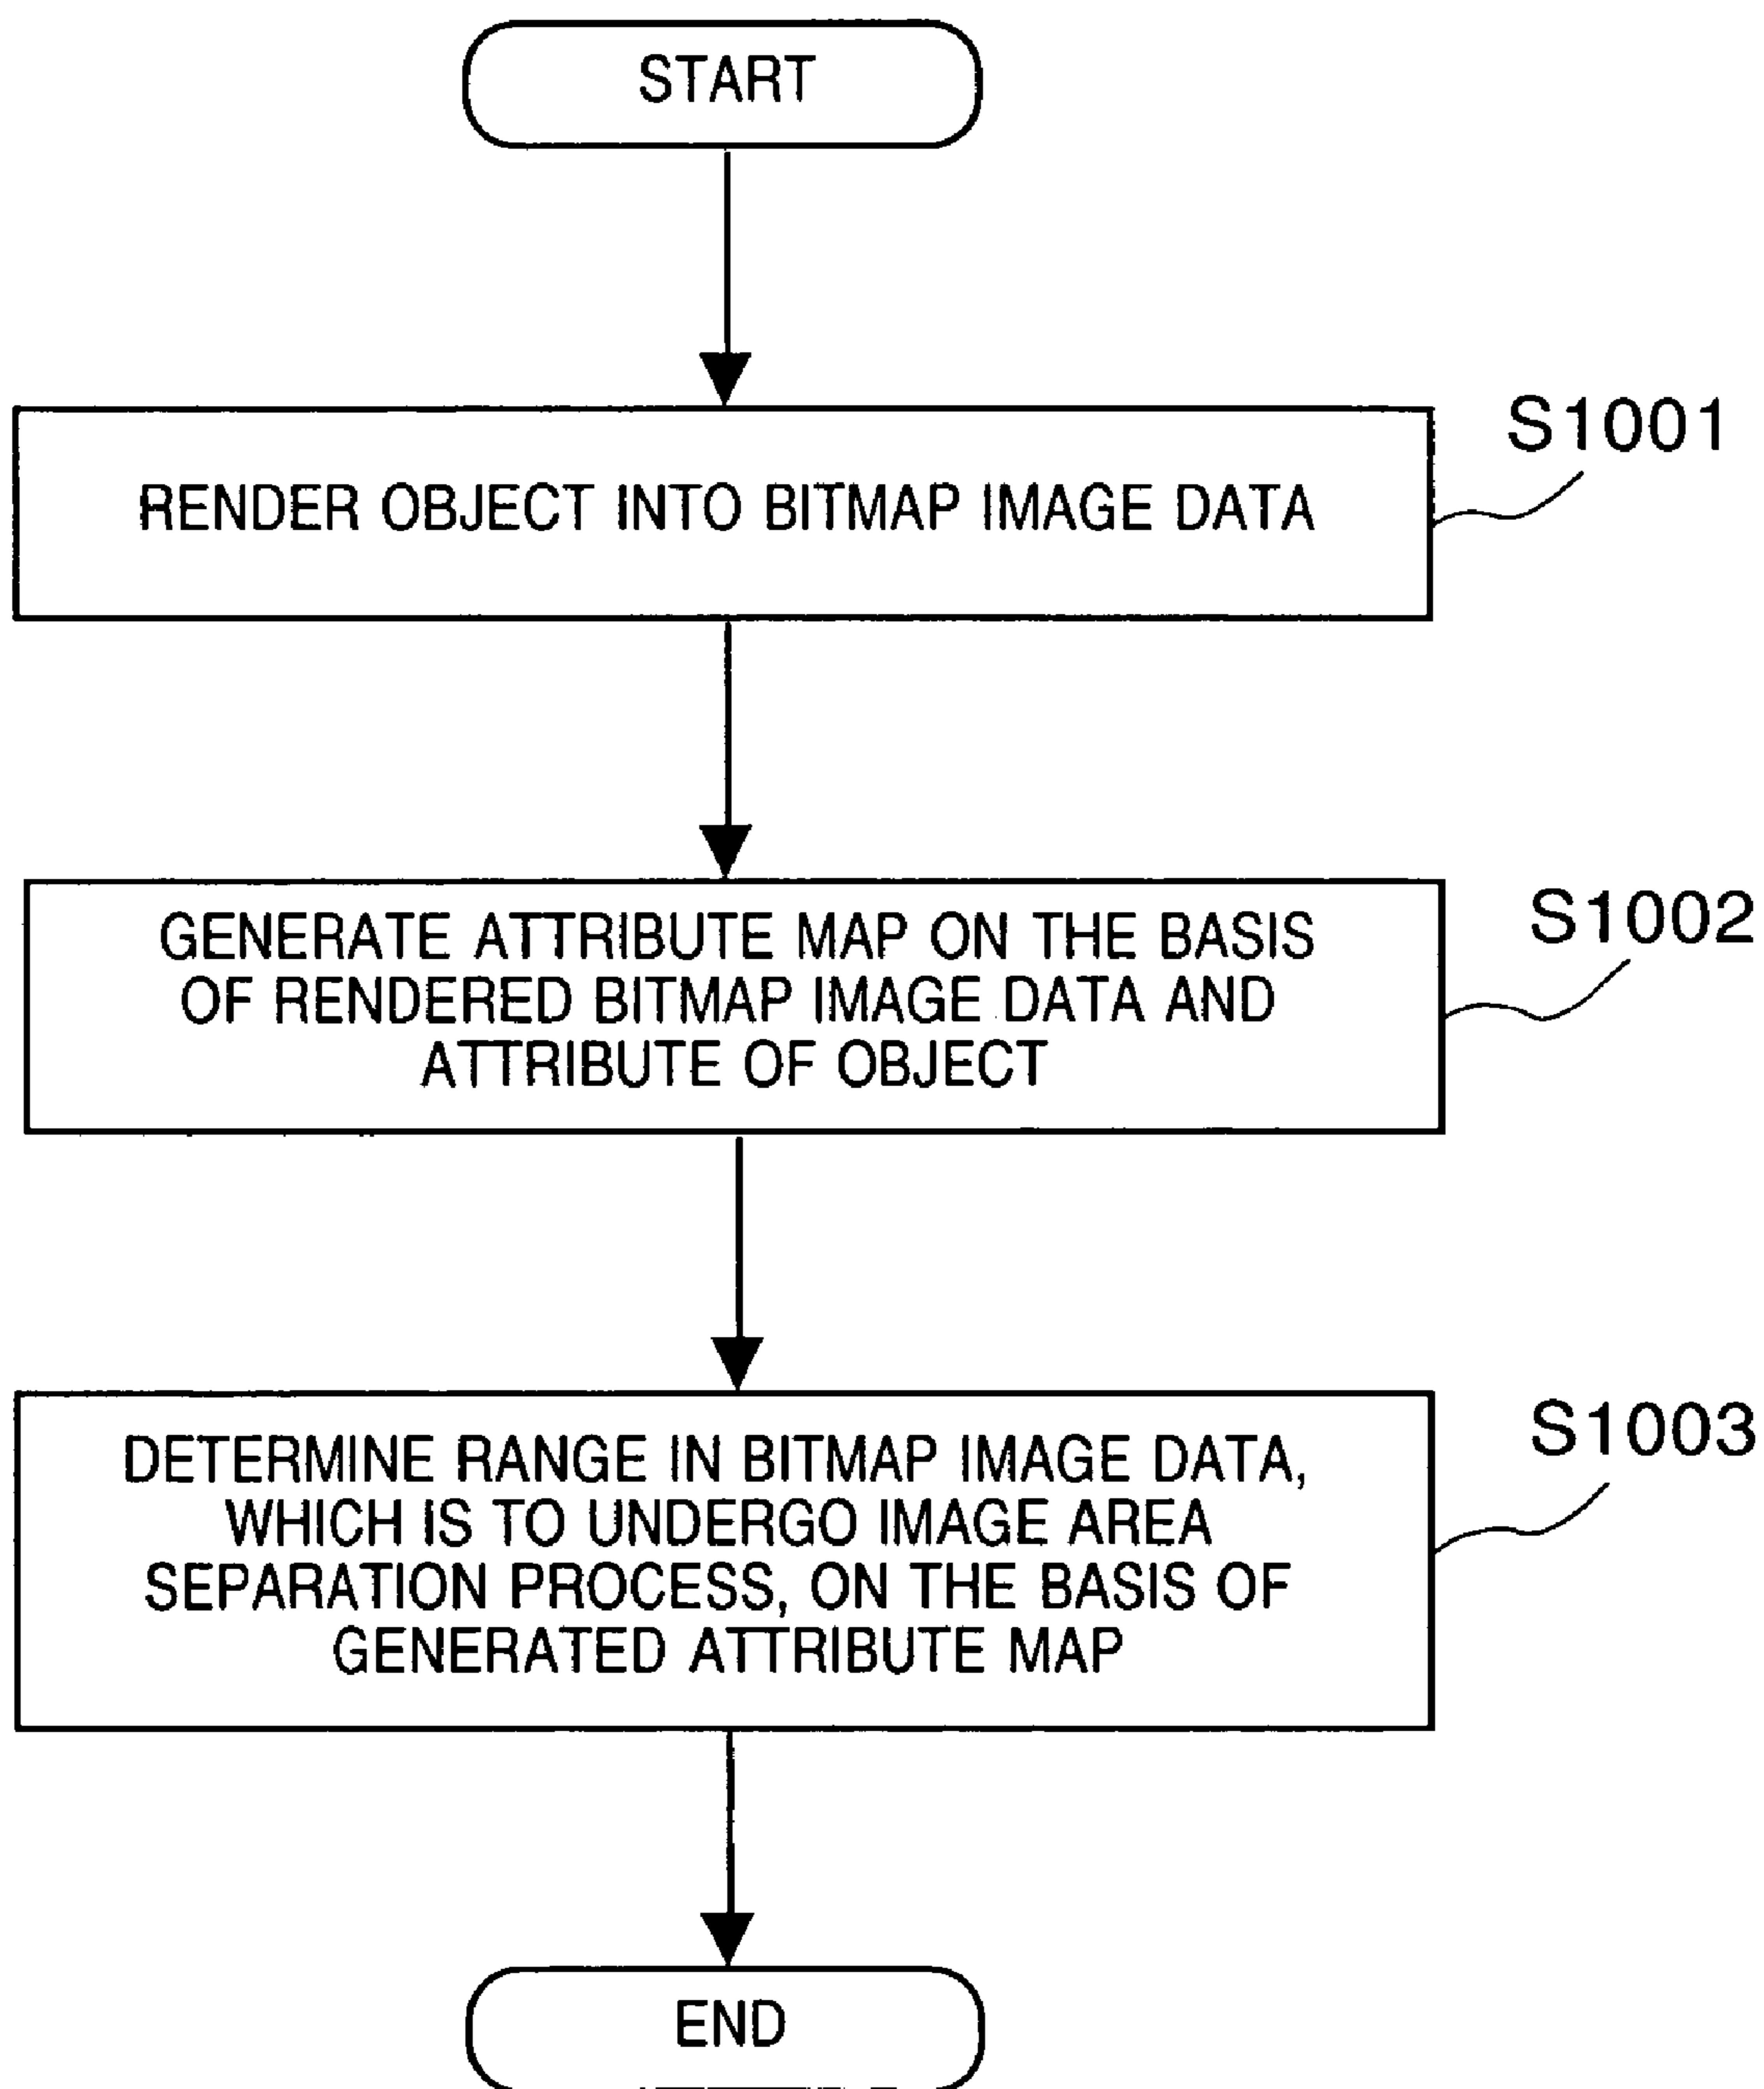 START
S1001
RENDER OBJECT INTO BITMAP IMAGE DATA
S1002
GENERATE ATTRIBUTE MAP ON THE BASIS
OF RENDERED BITMAP IMAGE DATA AND
ATTRIBUTE OF OBJECT
S1003
DETERMINE RANGE IN BITMAP IMAGE DATA,
WHICH IS TO UNDERGO IMAGE AREA
SEPARATION PROCESS, ON THE BASIS OF
GENERATED ATTRIBUTE MAP
END